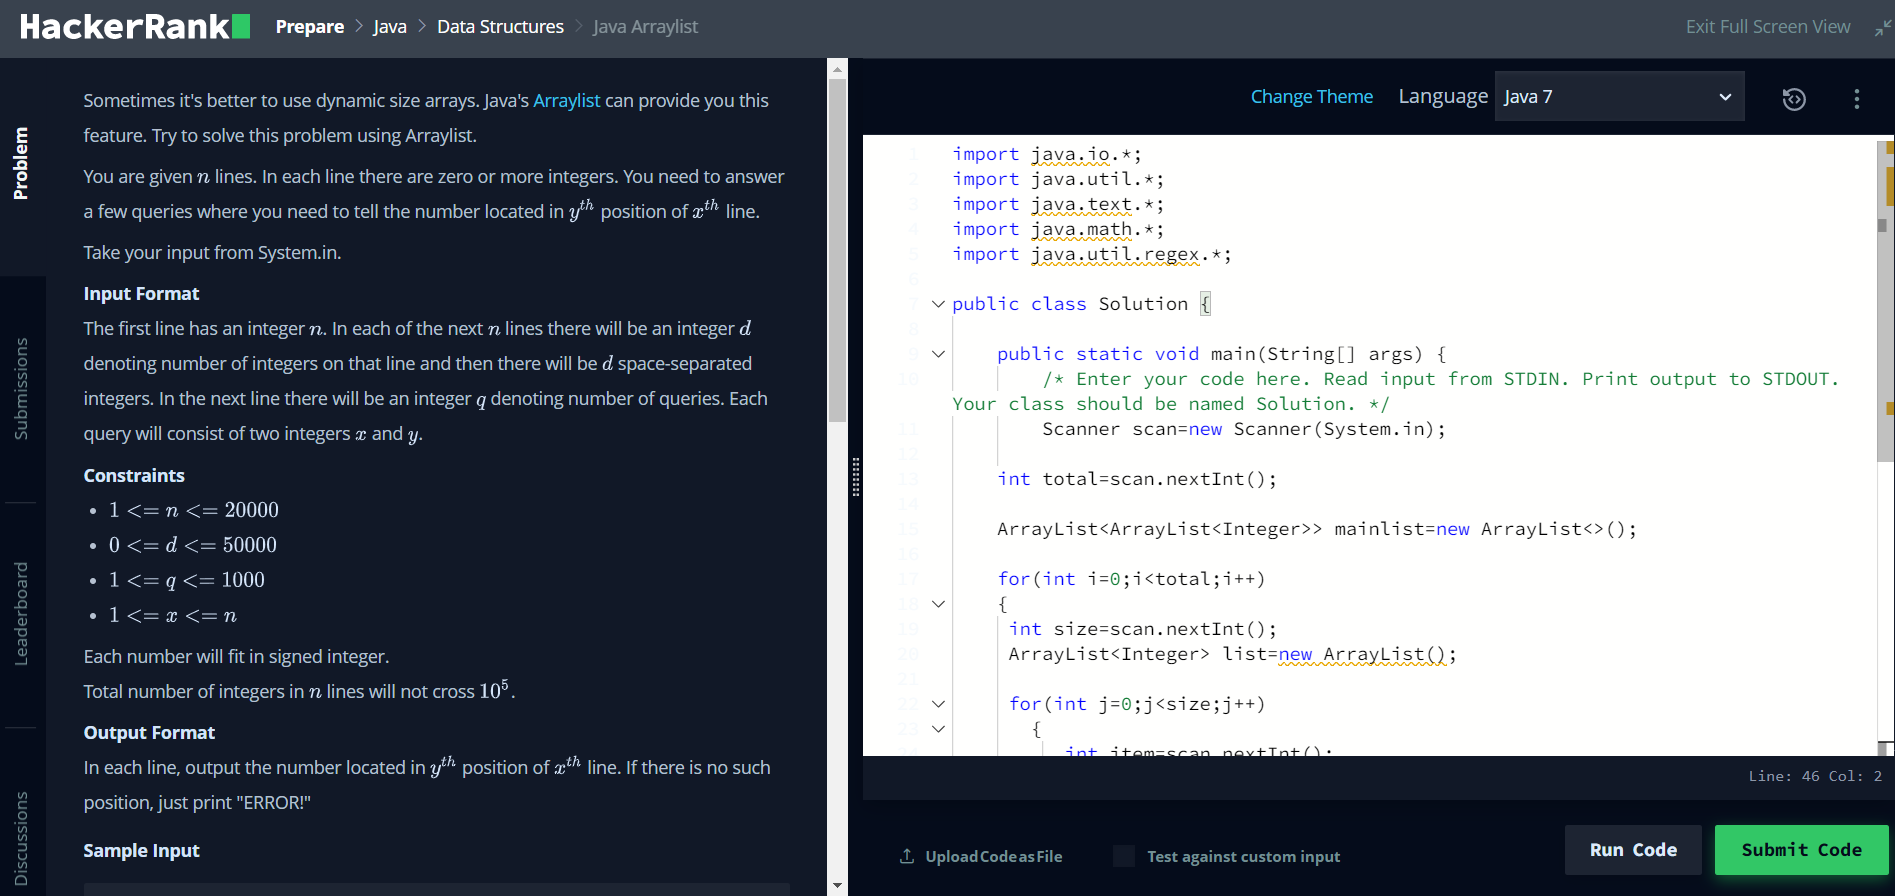 HackerRank Prepare > Java > Data Structures > Java Arraylist Exit Full Screen View
Problem
Submissions
Leaderboard
Discussions
Sometimes it's better to use dynamic size arrays. Java's Arraylist can provide you this
feature. Try to solve this problem using Arraylist.
You are given n lines. In each line there are zero or more integers. You need to answer
a few queries where you need to tell the number located in y^th position of x^th line.
Take your input from System.in.
Input Format
The first line has an integer n. In each of the next n lines there will be an integer d
denoting number of integers on that line and then there will be d space-separated
integers. In the next line there will be an integer q denoting number of queries. Each
query will consist of two integers x and y.
Constraints
• 1 <= n <= 20000
• 0 <= d <= 50000
• 1 <= q <= 1000
• 1 <= x <= n
Each number will fit in signed integer.
Total number of integers in n lines will not cross 10^5.
Output Format
In each line, output the number located in y^th position of x^th line. If there is no such
position, just print "ERROR!"
Sample Input
Change Theme Language Java 7
1 import java.io.*;
2 import java.util.*;
3 import java.text.*;
4 import java.math.*;
5 import java.util.regex.*;
6
7 public class Solution {
8
9 public static void main(String[] args) {
10 /* Enter your code here. Read input from STDIN. Print output to STDOUT.
Your class should be named Solution. */
11 Scanner scan=new Scanner(System.in);
12
13 int total=scan.nextInt();
14
15 ArrayList<ArrayList<Integer>> mainlist=new ArrayList<>();
16
17 for(int i=0;i<total;i++)
18 {
19 int size=scan.nextInt();
20 ArrayList<Integer> list=new ArrayList();
21
22 for(int j=0;j<size;j++)
23 {
24 int item=scan.nextInt();
Line: 46 Col: 2
Upload Code as File Test against custom input Run Code Submit Code